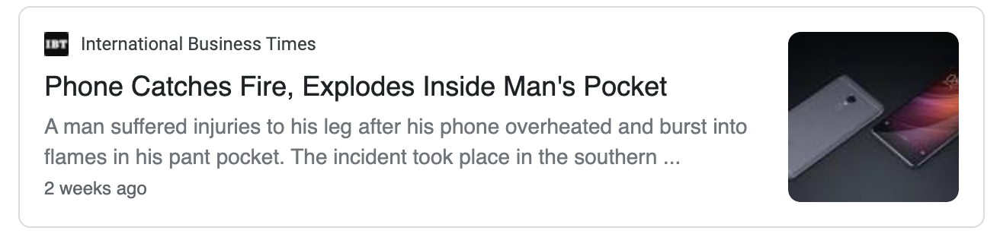 IBT
International Business Times
Phone Catches Fire, Explodes Inside Man's Pocket
A man suffered injuries to his leg after his phone overheated and burst into
flames in his pant pocket. The incident took place in the southern ...
2 weeks ago